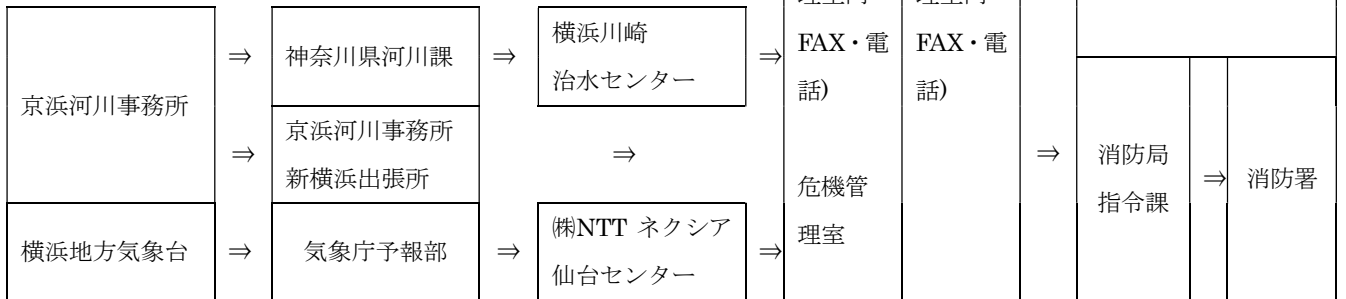 京浜河川事務所
⇒
神奈川県河川課
⇒
横浜川崎
治水センター
⇒
⇒
京浜河川事務所
新横浜出張所
⇒
横浜地方気象台
⇒
気象庁予報部
⇒
㈱NTT ネクシア
仙台センター
⇒
FAX・電
話)
危機管
理室
FAX・電
話)
⇒
消防局
指令課
⇒
消防署